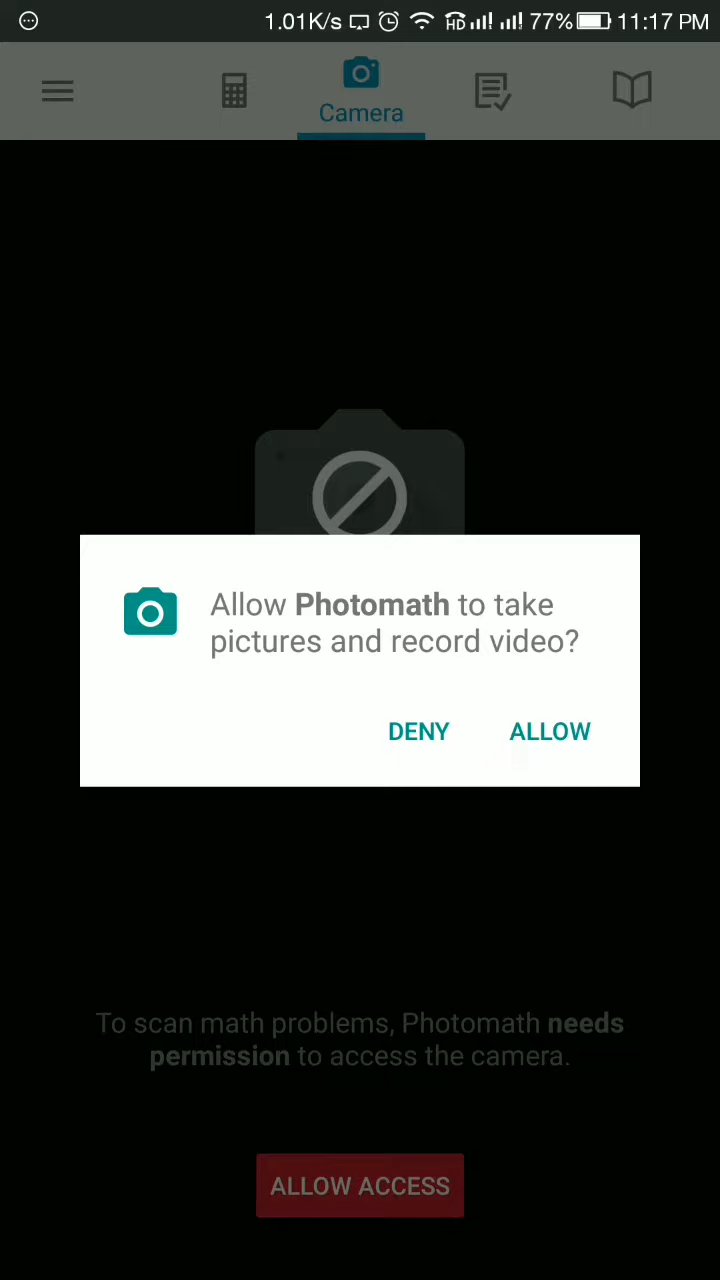 1.01K/s HD 77% 11:17 PM
Camera
Allow Photomath to take
pictures and record video?
DENY ALLOW
To scan math problems, Photomath needs
permission to access the camera.
ALLOW ACCESS